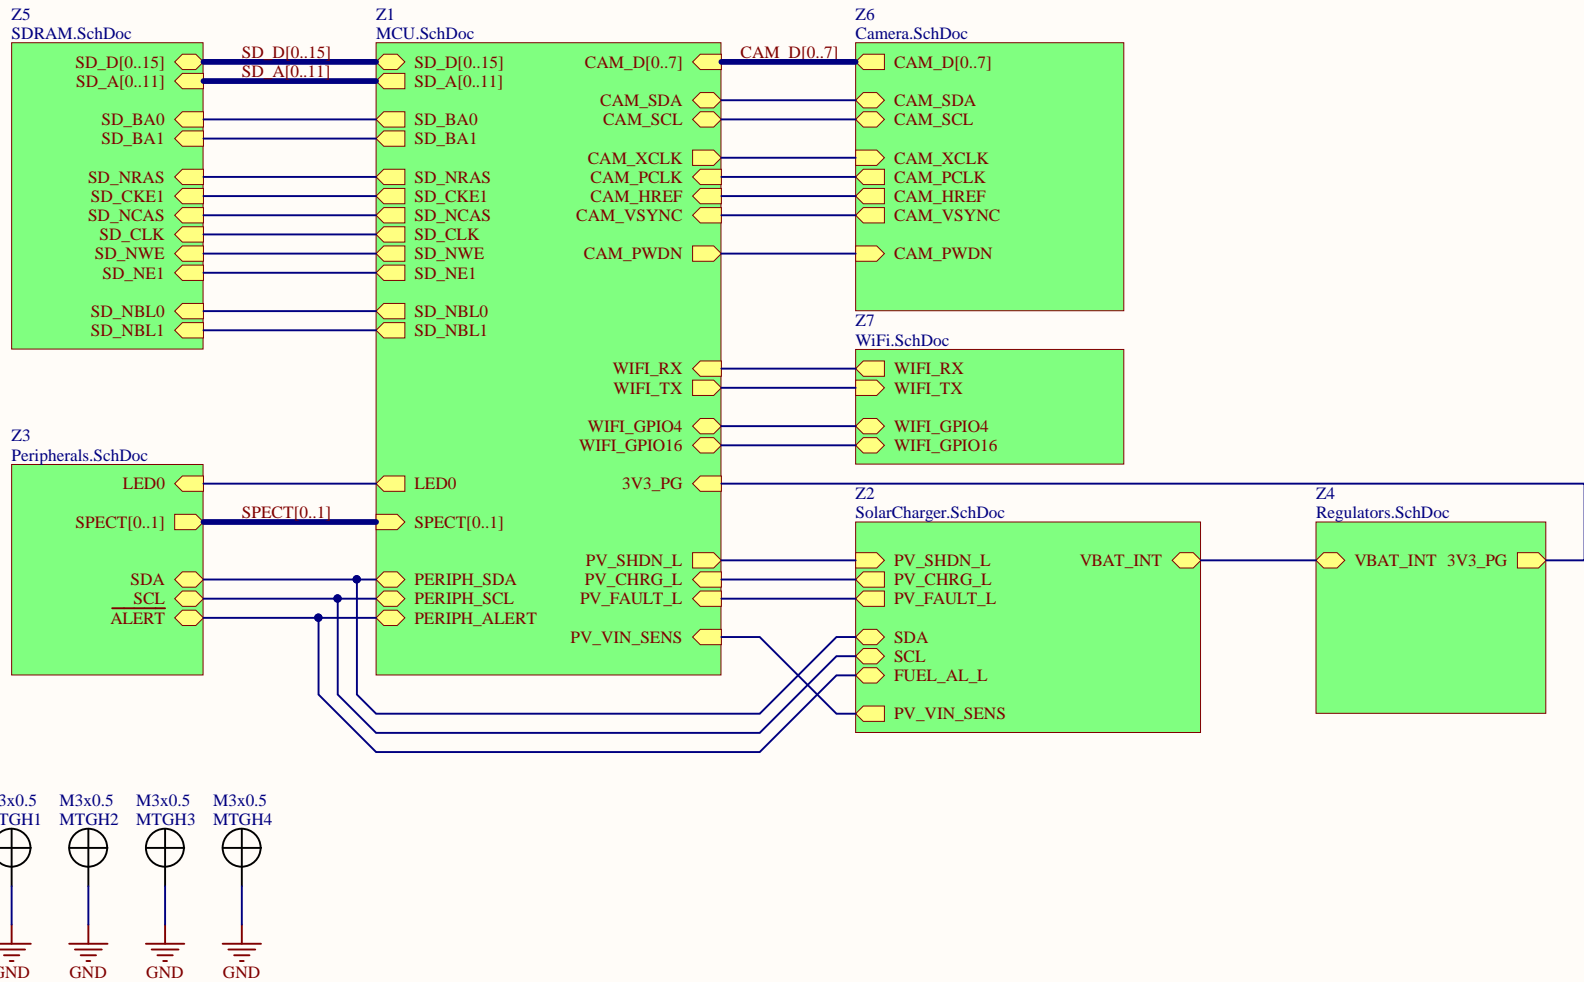 Z5
SDRAM.SchDoc
SD_D[0..15]
SD_A[0..11]
SD_BA0
SD_BA1
SD_NRAS
SD_CKE1
SD_NCAS
SD_CLK
SD_NWE
SD_NE1
SD_NBL0
SD_NBL1
SD_D[0..15]
SD_A[0..11]
Z1
MCU.SchDoc
SD_D[0..15]
SD_A[0..11]
SD_BA0
SD_BA1
SD_NRAS
SD_CKE1
SD_NCAS
SD_CLK
SD_NWE
SD_NE1
SD_NBL0
SD_NBL1
LED0
SPECT[0..1]
PERIPH_SDA
PERIPH_SCL
PERIPH_ALERT
CAM_D[0..7]
CAM_SDA
CAM_SCL
CAM_XCLK
CAM_PCLK
CAM_HREF
CAM_VSYNC
CAM_PWDN
WIFI_RX
WIFI_TX
WIFI_GPIO4
WIFI_GPIO16
3V3_PG
PV_SHDN_L
PV_CHRG_L
PV_FAULT_L
PV_VIN_SENS
CAM_D[0..7]
Z6
Camera.SchDoc
CAM_D[0..7]
CAM_SDA
CAM_SCL
CAM_XCLK
CAM_PCLK
CAM_HREF
CAM_VSYNC
CAM_PWDN
Z7
WiFi.SchDoc
WIFI_RX
WIFI_TX
WIFI_GPIO4
WIFI_GPIO16
Z3
Peripherals.SchDoc
LED0
SPECT[0..1]
SDA
SCL
ALERT
SPECT[0..1]
Z2
SolarCharger.SchDoc
PV_SHDN_L
PV_CHRG_L
PV_FAULT_L
SDA
SCL
FUEL_AL_L
PV_VIN_SENS
VBAT_INT
Z4
Regulators.SchDoc
VBAT_INT 3V3_PG
3x0.5 M3x0.5 M3x0.5 M3x0.5
TGH1 MTGH2 MTGH3 MTGH4
GND GND GND GND